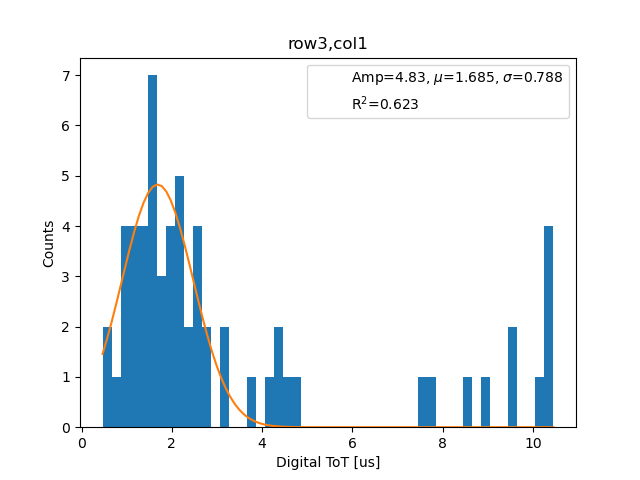 row3,col1
Amp=4.83, μ=1.685, σ=0.788
R²=0.623
Counts
7
6
5
4
3
2
1
0
0 2 4 6 8 10
Digital ToT [us]